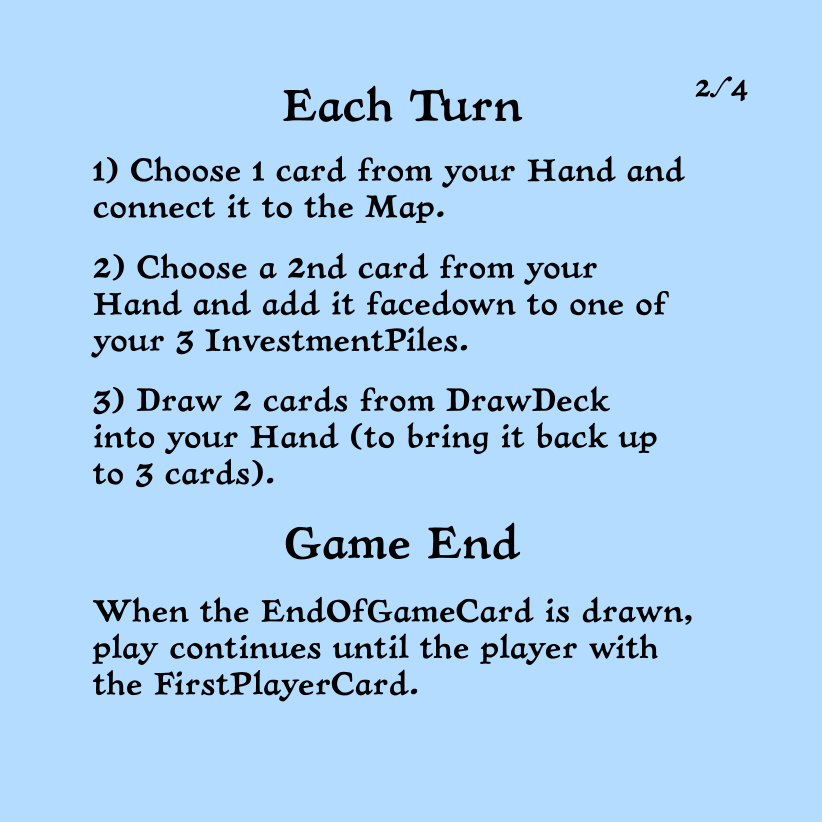 2/4
Each Turn
1) Choose 1 card from your Hand and
connect it to the Map.
2) Choose a 2nd card from your
Hand and add it facedown to one of
your 3 InvestmentPiles.
3) Draw 2 cards from DrawDeck
into your Hand (to bring it back up
to 3 cards).
Game End
When the EndOfGameCard is drawn,
play continues until the player with
the FirstPlayerCard.